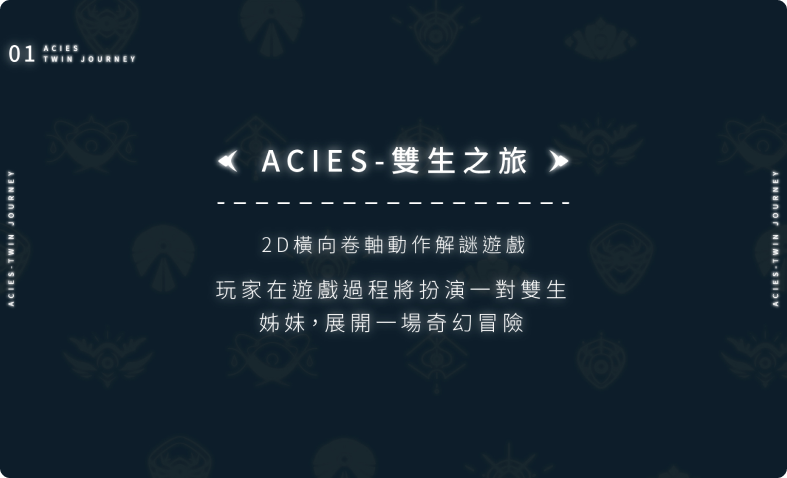 01
ACIES
TWIN JOURNEY
ACIES-雙生之旅
2D橫向卷軸動作解謎遊戲
玩家在遊戲過程將扮演一對雙生
姊妹，展開一場奇幻冒險
ACIES-TWIN JOURNEY
ACIES-TWIN JOURNEY